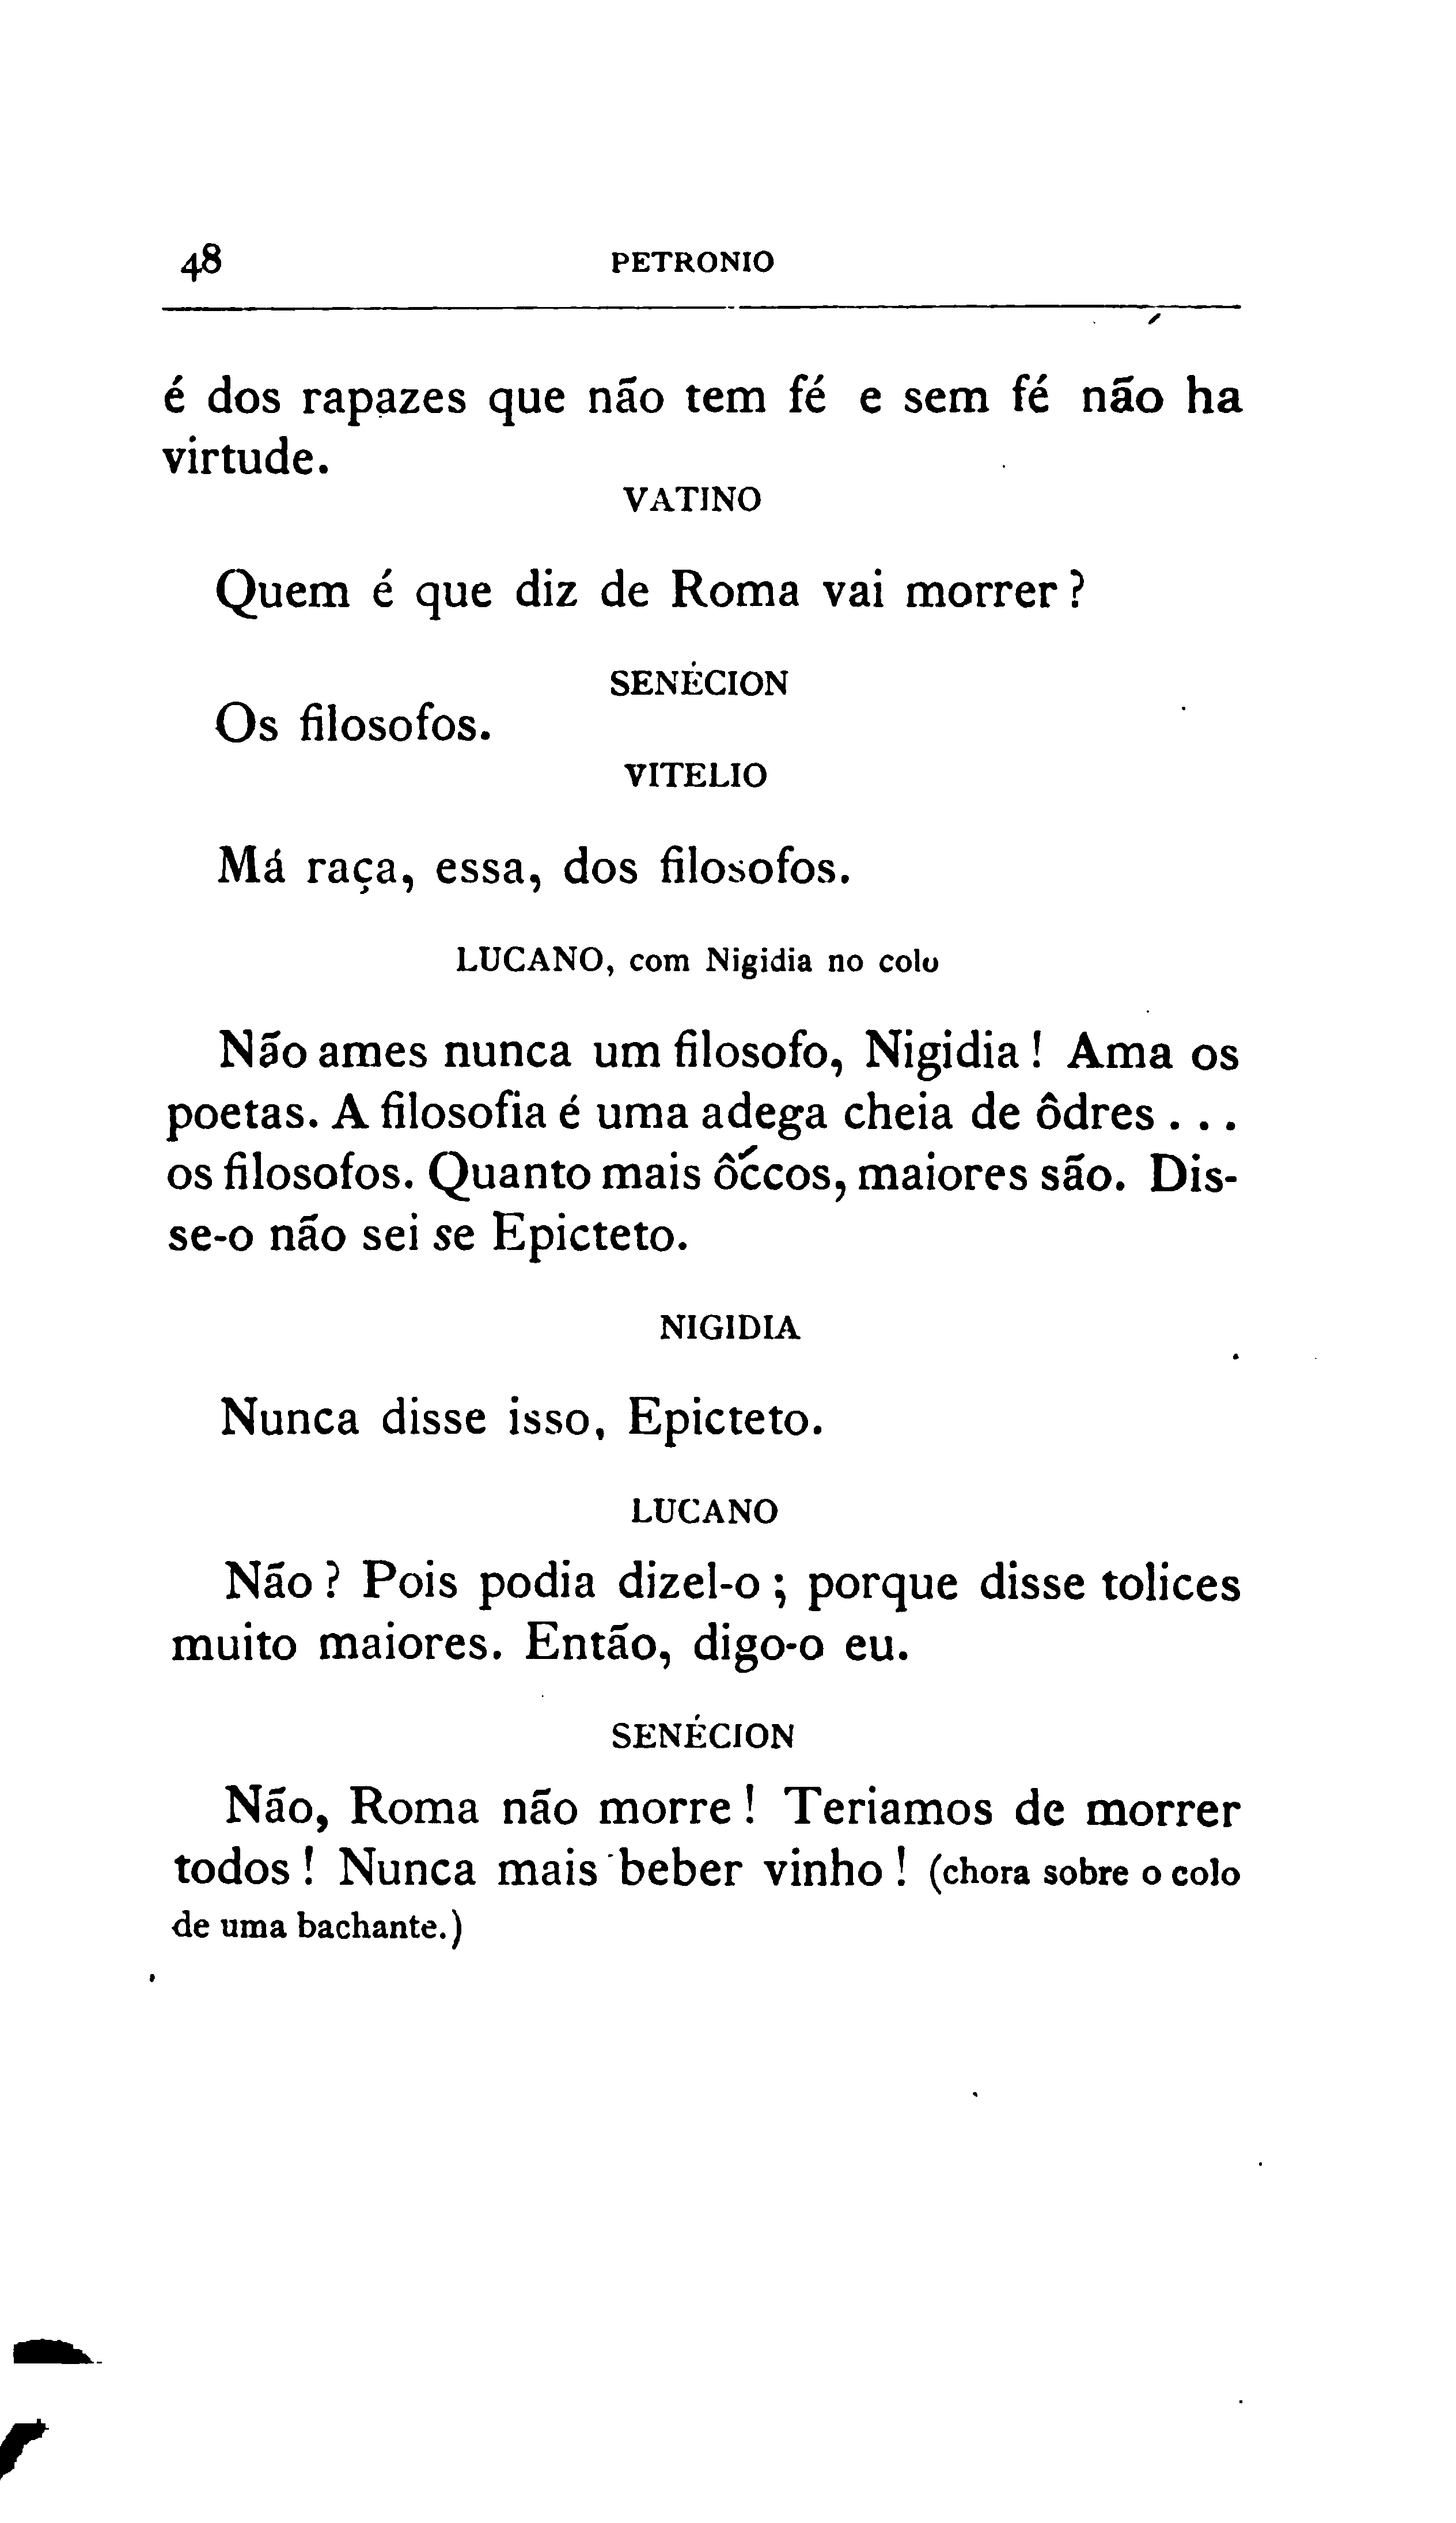 48 PETRONIO
é dos rapazes que não tem fé e sem fé não ha
virtude.
VATINO
Quem é que diz de Roma vai morrer?
SENÉCION
Os filosofos.
VITELIO
Má raça, essa, dos filosofos.
LUCANO, com Nigidia no colo
Não ames nunca um filosofo, Nigidia! Ama os
poetas. A filosofia é uma adega cheia de ôdres...
os filosofos. Quanto mais ôccos, maiores são. Dis-
se-o não sei se Epicteto.
NIGIDIA
Nunca disse isso, Epicteto.
LUCANO
Não? Pois podia dizel-o; porque disse tolices
muito maiores. Então, digo-o eu.
SENÉCION
Não, Roma não morre! Teriamos de morrer
todos! Nunca mais beber vinho! (chora sobre o colo
de uma bachante.)